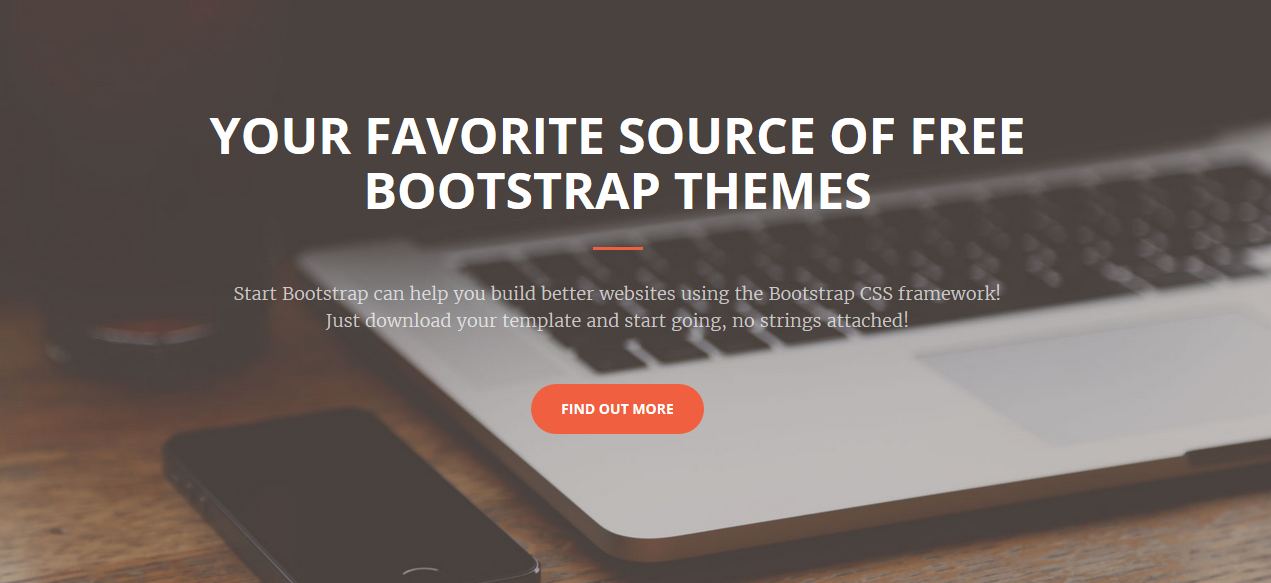 YOUR FAVORITE SOURCE OF FREE
BOOTSTRAP THEMES
Start Bootstrap can help you build better websites using the Bootstrap CSS framework!
Just download your template and start going, no strings attached!
FIND OUT MORE